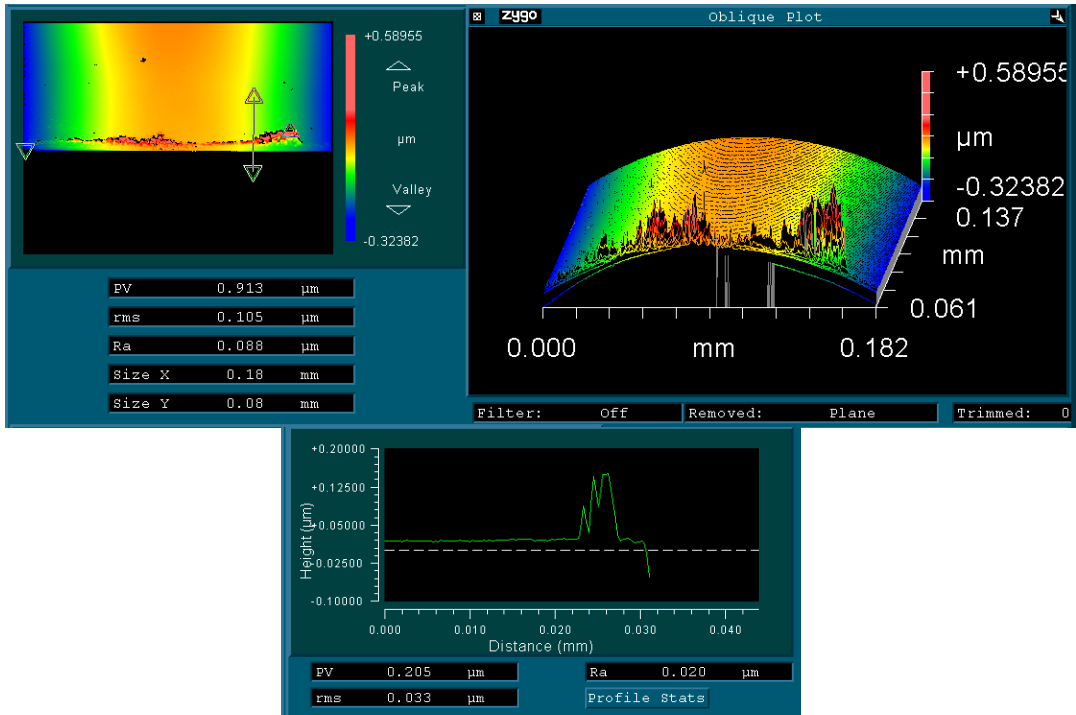 +0.58955
Peak
µm
Valley
-0.32382
PV 0.913 µm
rms 0.105 µm
Ra 0.088 µm
Size X 0.18 mm
Size Y 0.08 mm
zygo Oblique Plot
+0.58955
µm
-0.32382
0.137
mm
0.061
0.000 mm 0.182
Filter: Off Removed: Plane Trimmed: 0
+0.20000
+0.12500
+0.05000
-0.02500
-0.10000
Height (µm)
0.000 0.010 0.020 0.030 0.040
Distance (mm)
PV 0.205 µm Ra 0.020 µm
rms 0.033 µm Profile Stats